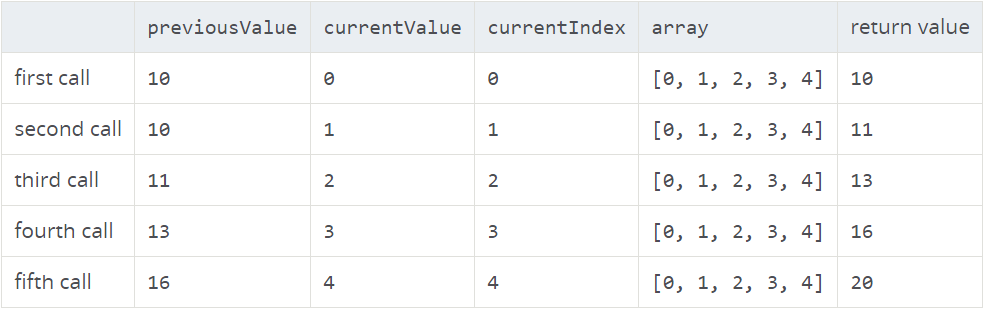 previousValue currentValue currentIndex array return value
first call 10 0 0 [0, 1, 2, 3, 4] 10
second call 10 1 1 [0, 1, 2, 3, 4] 11
third call 11 2 2 [0, 1, 2, 3, 4] 13
fourth call 13 3 3 [0, 1, 2, 3, 4] 16
fifth call 16 4 4 [0, 1, 2, 3, 4] 20